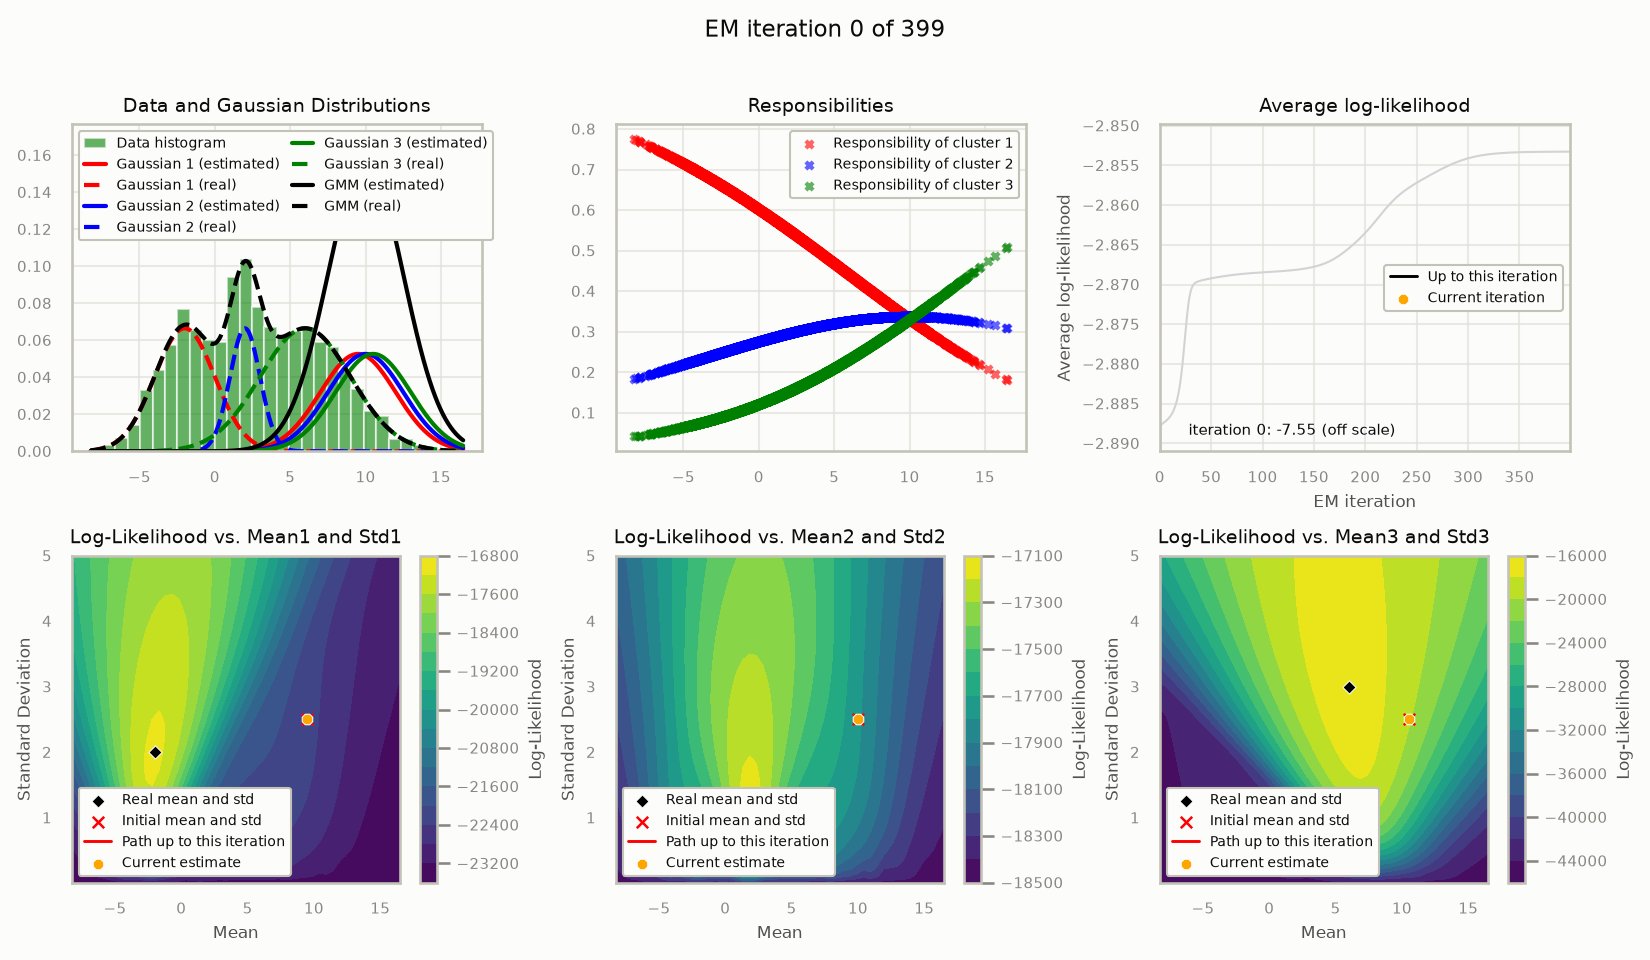 EM iteration 0 of 399
Data and Gaussian Distributions
Data histogram
Gaussian 1 (estimated)
Gaussian 1 (real)
Gaussian 2 (estimated)
Gaussian 2 (real)
Gaussian 3 (estimated)
Gaussian 3 (real)
GMM (estimated)
GMM (real)
0.16
0.14
0.12
0.10
0.08
0.06
0.04
0.02
0.00
−5 0 5 10 15
Responsibilities
Responsibility of cluster 1
Responsibility of cluster 2
Responsibility of cluster 3
0.8
0.7
0.6
0.5
0.4
0.3
0.2
0.1
−5 0 5 10 15
Average log-likelihood
Average log-likelihood
−2.850
−2.855
−2.860
−2.865
−2.870
−2.875
−2.880
−2.885
−2.890
Up to this iteration
Current iteration
iteration 0: -7.55 (off scale)
0 50 100 150 200 250 300 350
EM iteration
Log-Likelihood vs. Mean1 and Std1
Standard Deviation
5
4
3
2
1
Real mean and std
Initial mean and std
Path up to this iteration
Current estimate
−5 0 5 10 15
Mean
−16800
−17600
−18400
−19200
−20000
−20800
−21600
−22400
−23200
Log-Likelihood
Log-Likelihood vs. Mean2 and Std2
Standard Deviation
5
4
3
2
1
Real mean and std
Initial mean and std
Path up to this iteration
Current estimate
−5 0 5 10 15
Mean
−17100
−17300
−17500
−17700
−17900
−18100
−18300
−18500
Log-Likelihood
Log-Likelihood vs. Mean3 and Std3
Standard Deviation
5
4
3
2
1
Real mean and std
Initial mean and std
Path up to this iteration
Current estimate
−5 0 5 10 15
Mean
−16000
−20000
−24000
−28000
−32000
−36000
−40000
−44000
Log-Likelihood